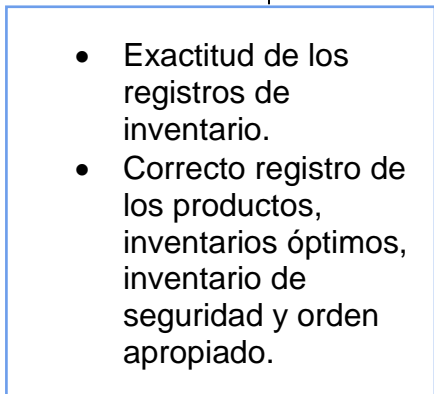 • Exactitud de los
registros de
inventario.
• Correcto registro de
los productos,
inventarios óptimos,
inventario de
seguridad y orden
apropiado.